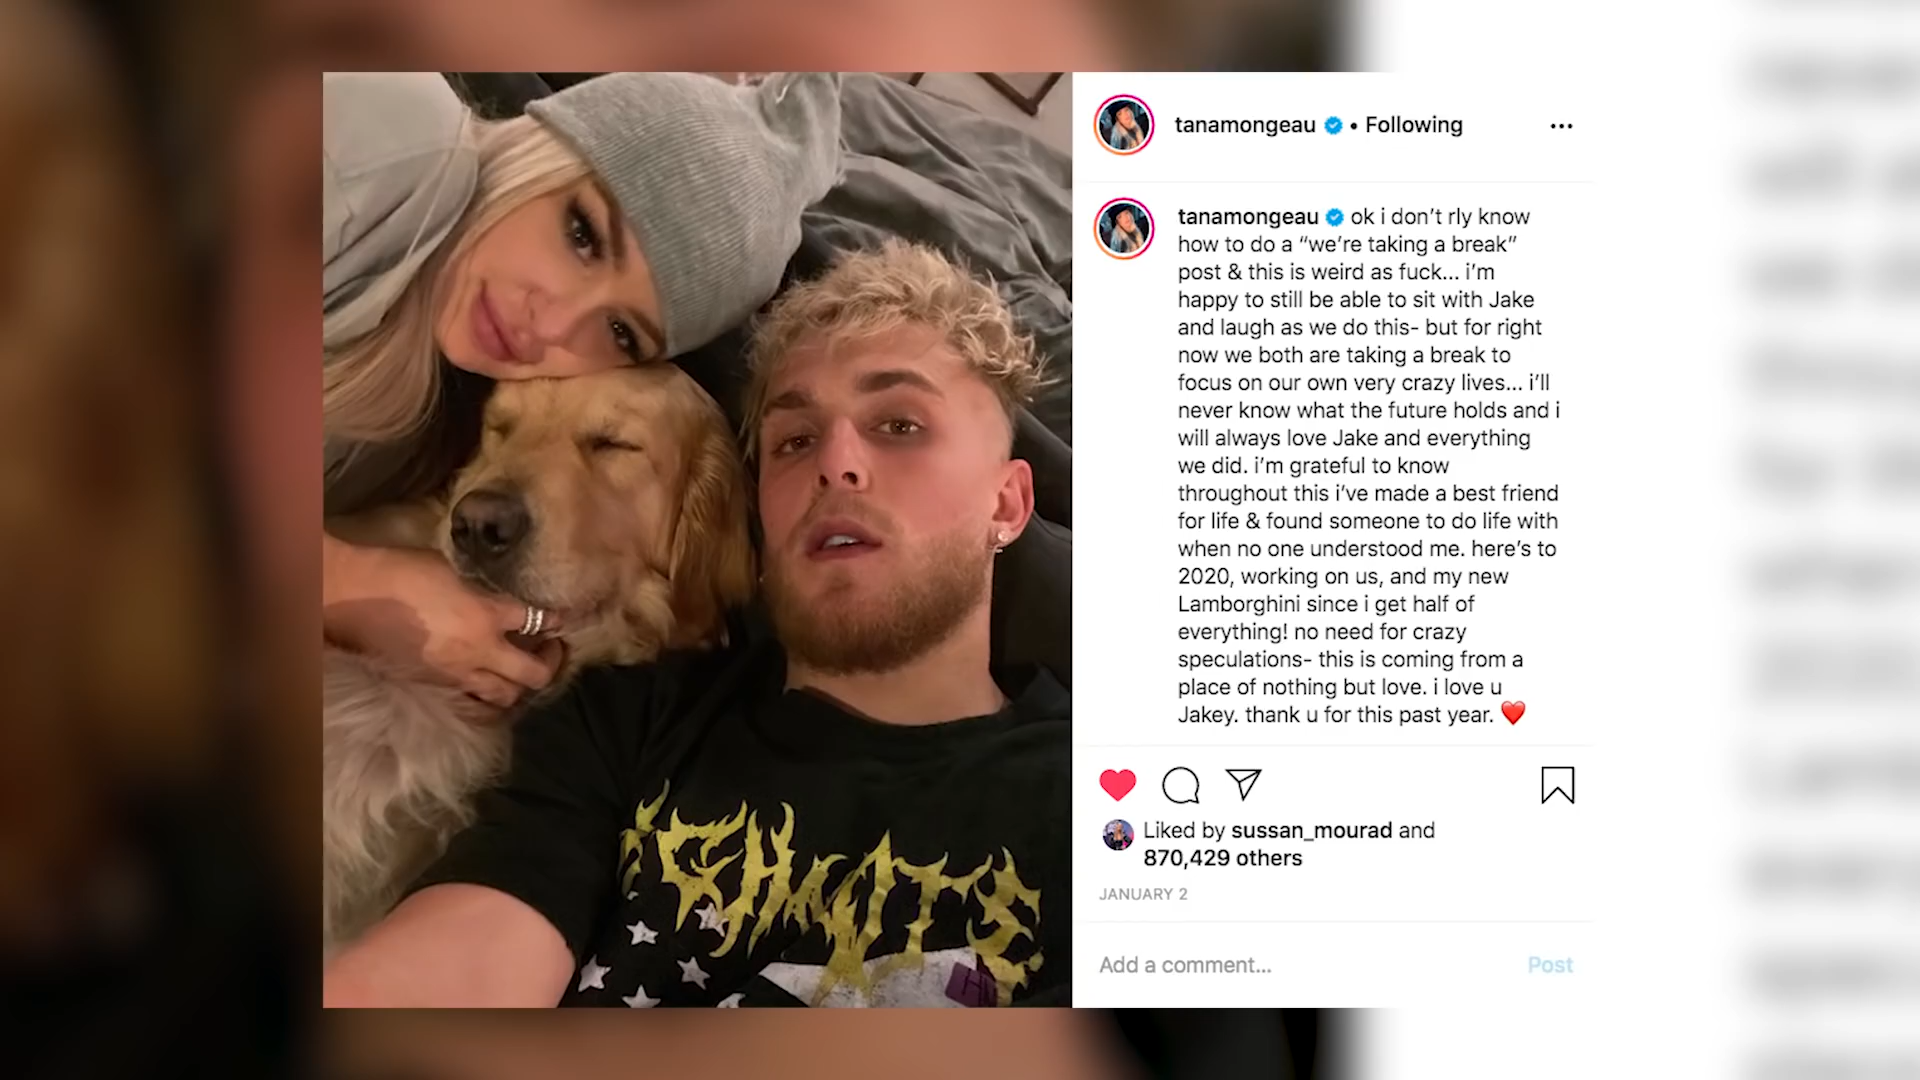 tanamongeau • Following
tanamongeau ok i don’t rly know
how to do a “we’re taking a break”
post & this is weird as fuck... i’m
happy to still be able to sit with Jake
and laugh as we do this- but for right
now we both are taking a break to
focus on our own very crazy lives... i’ll
never know what the future holds and i
will always love Jake and everything
we did. i’m grateful to know
throughout this i’ve made a best friend
for life & found someone to do life with
when no one understood me. here’s to
2020, working on us, and my new
Lamborghini since i get half of
everything! no need for crazy
speculations- this is coming from a
place of nothing but love. i love u
Jakey. thank u for this past year. ❤️
Liked by sussan_mourad and
870,429 others
JANUARY 2
Add a comment... Post